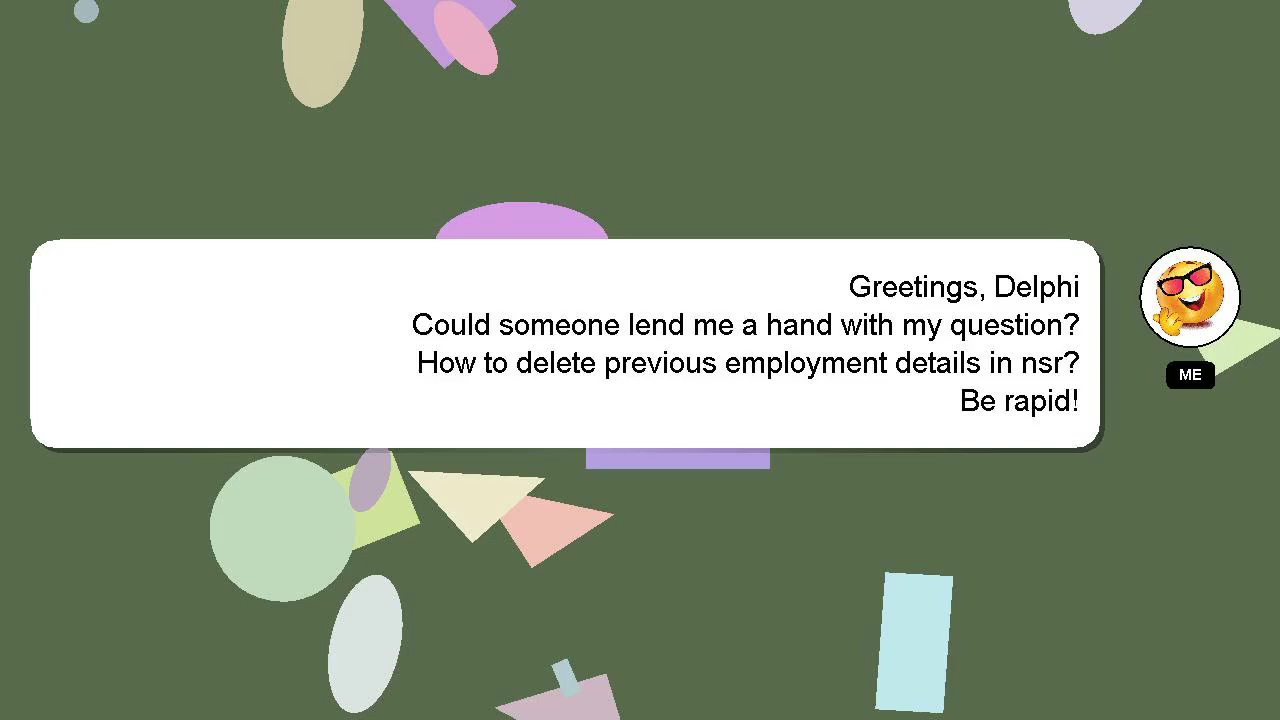 Greetings, Delphi
Could someone lend me a hand with my question?
How to delete previous employment details in nsr?
Be rapid!
ME